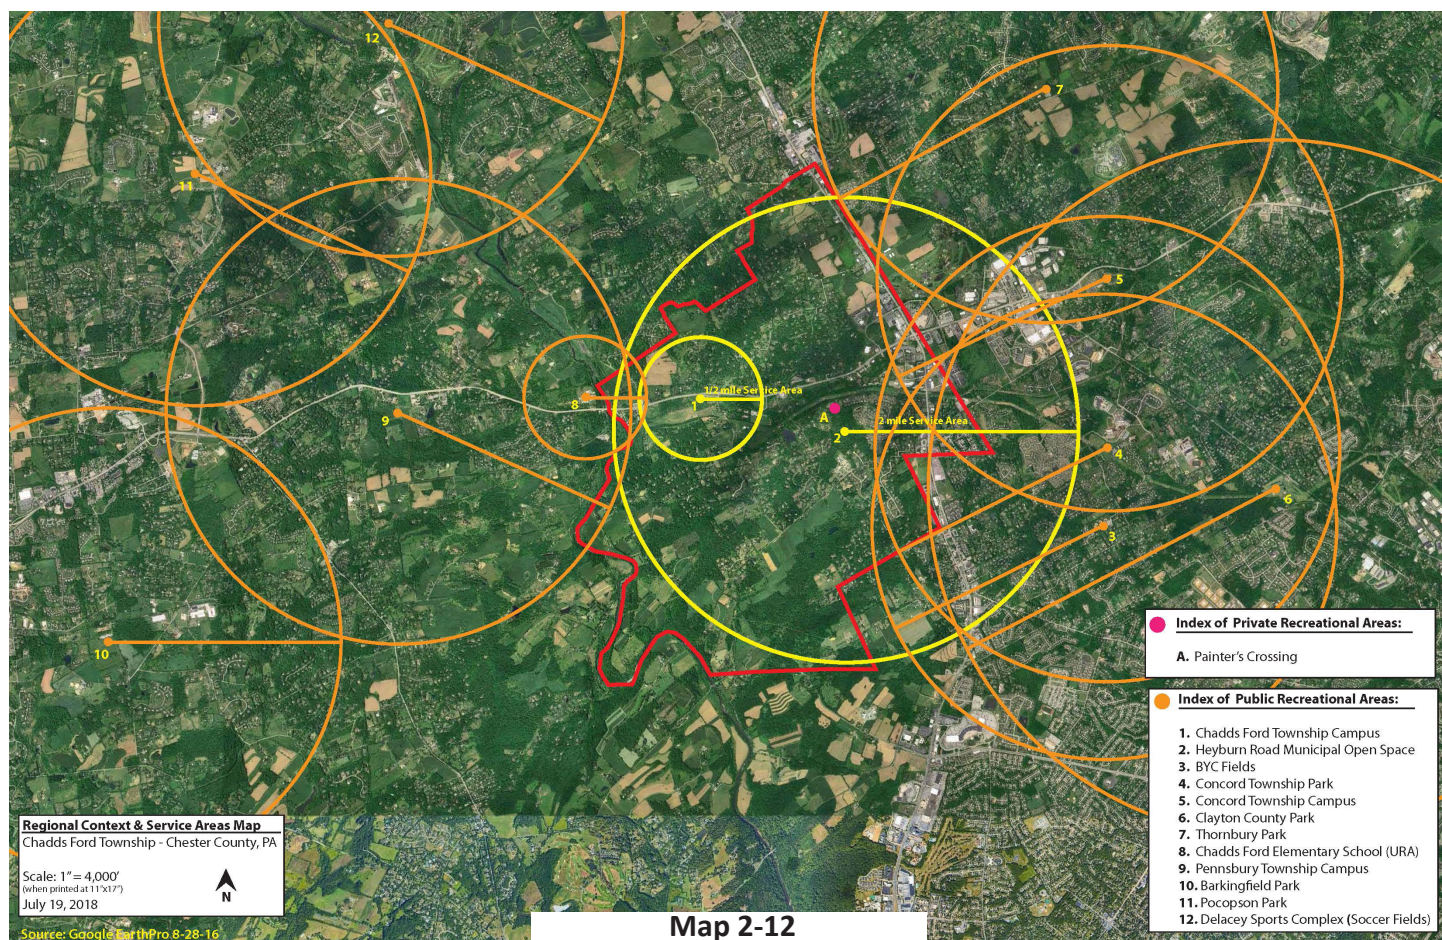 12
7
11
5
1/2 mile Service Area
8
1
A
9
2 mile Service Area
2
4
6
3
10
Index of Private Recreational Areas:
A. Painter's Crossing
Index of Public Recreational Areas:
1. Chadds Ford Township Campus
2. Heyburn Road Municipal Open Space
3. BYC Fields
4. Concord Township Park
5. Concord Township Campus
6. Clayton County Park
7. Thornbury Park
8. Chadds Ford Elementary School (URA)
9. Pennsbury Township Campus
10. Barkingfield Park
11. Pocopson Park
12. Delacey Sports Complex (Soccer Fields)
Regional Context & Service Areas Map
Chadds Ford Township - Chester County, PA
Scale: 1" = 4,000'
(when printed at 11"x17")
July 19, 2018
N
Source: Google EarthPro 8-28-16
Map 2-12